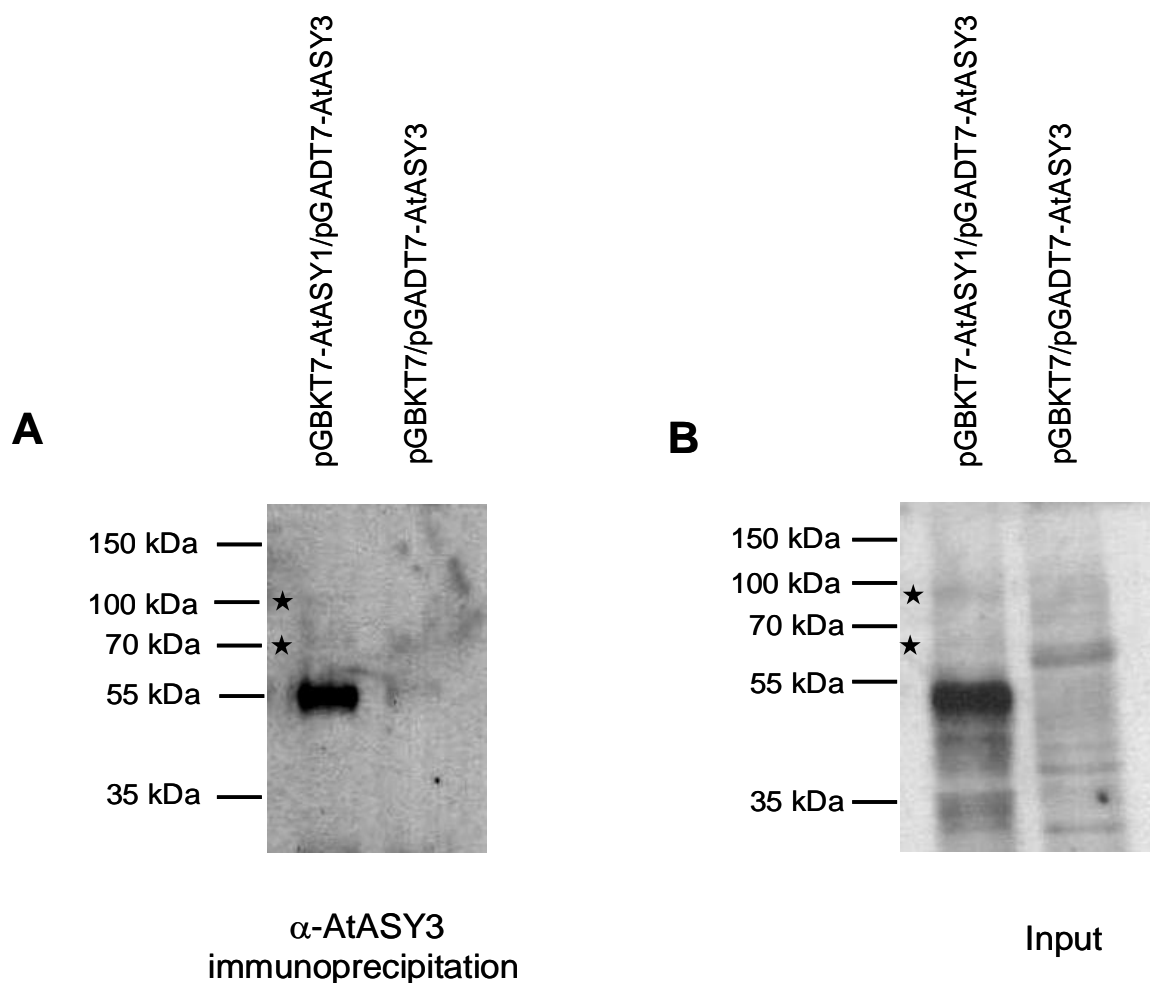 A
pGBKT7-AtASY1/pGADT7-AtASY3
pGBKT7/pGADT7-AtASY3
150 kDa
100 kDa
70 kDa
55 kDa
35 kDa
α-AtASY3
immunoprecipitation
B
pGBKT7-AtASY1/pGADT7-AtASY3
pGBKT7/pGADT7-AtASY3
150 kDa
100 kDa
70 kDa
55 kDa
35 kDa
Input